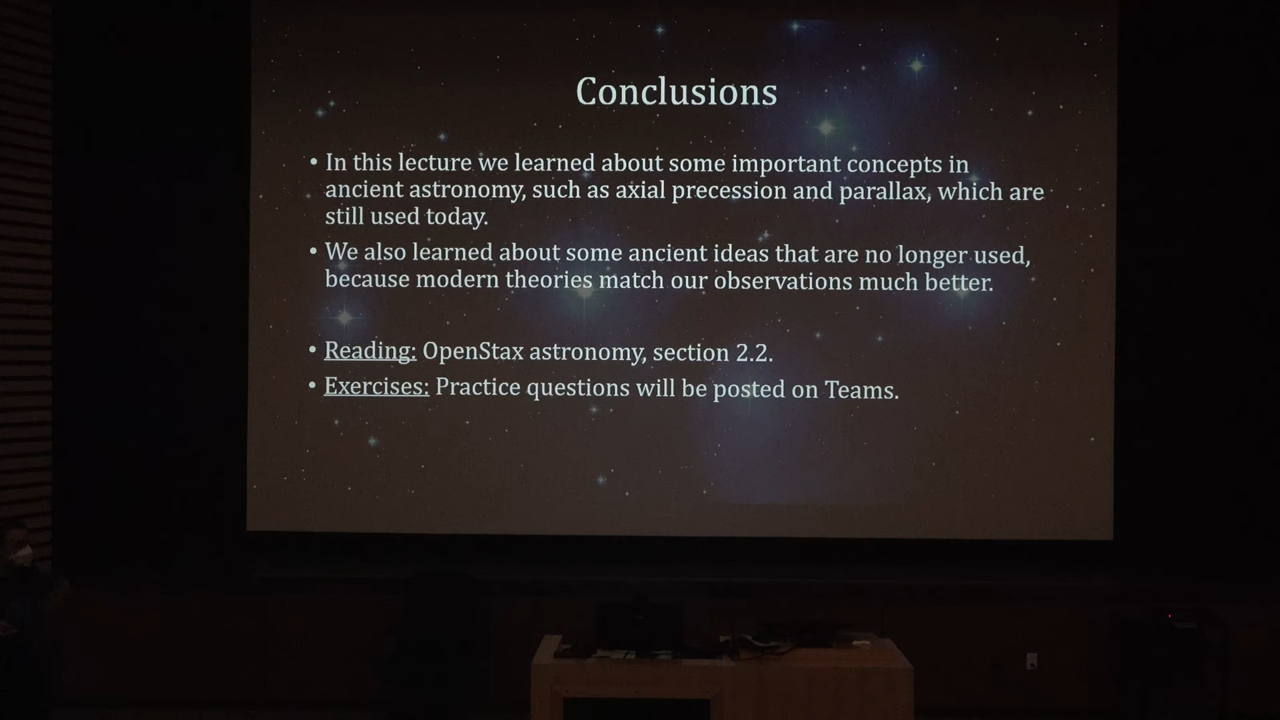 Conclusions
• In this lecture we learned about some important concepts in
ancient astronomy, such as axial precession and parallax, which are
still used today.
• We also learned about some ancient ideas that are no longer used,
because modern theories match our observations much better.
• Reading: OpenStax astronomy, section 2.2.
• Exercises: Practice questions will be posted on Teams.